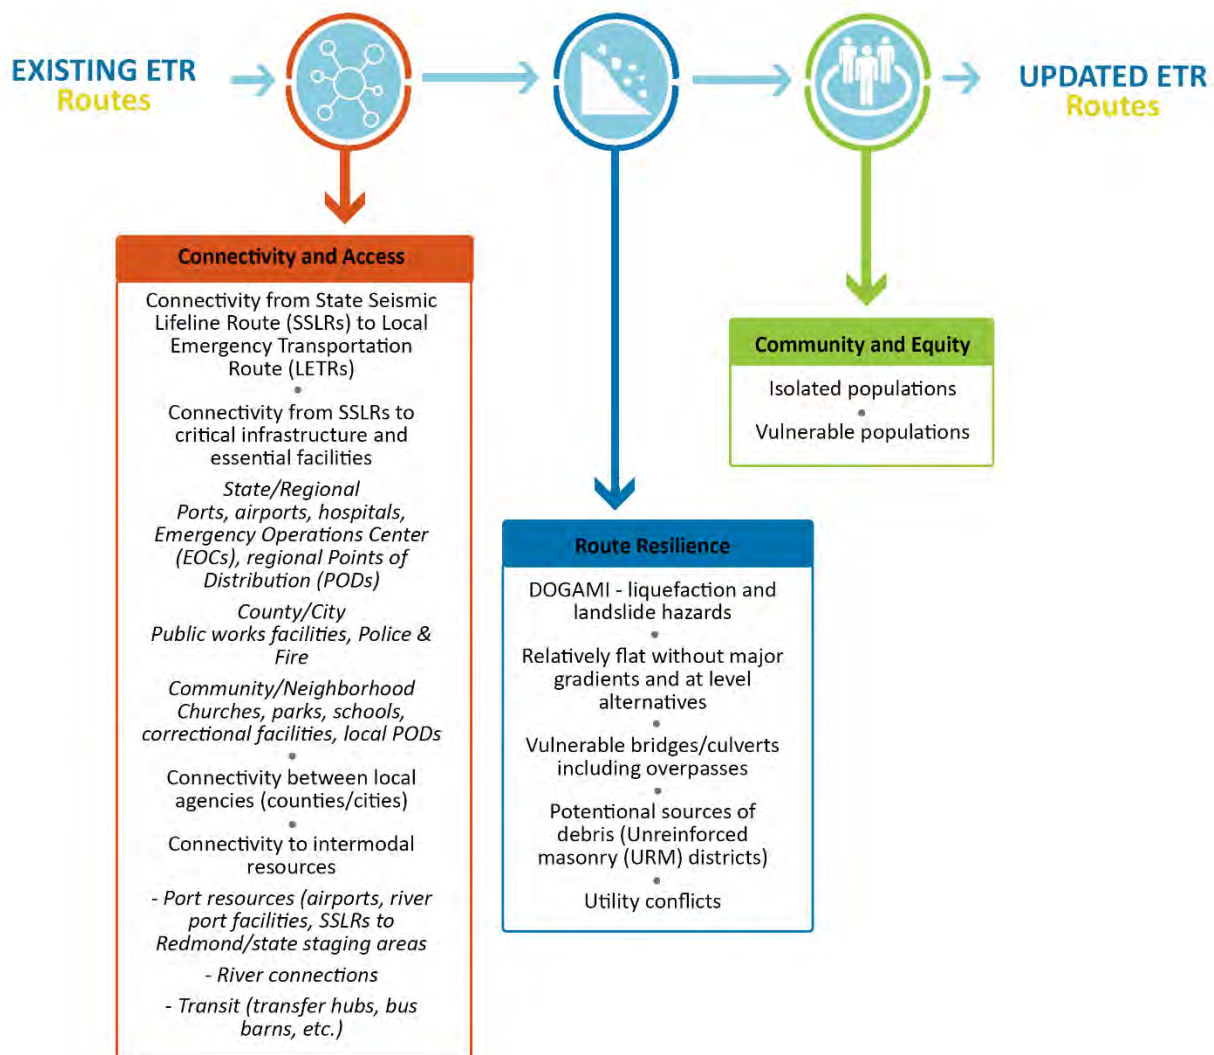 EXISTING ETR
Routes
UPDATED ETR
Routes
Connectivity and Access
Connectivity from State Seismic
Lifeline Route (SSLRs) to Local
Emergency Transportation
Route (LETRs)
Connectivity from SSLRs to
critical infrastructure and
essential facilities
State/Regional
Ports, airports, hospitals,
Emergency Operations Center
(EOCs), regional Points of
Distribution (PODs)
County/City
Public works facilities, Police &
Fire
Community/Neighborhood
Churches, parks, schools,
correctional facilities, local PODs
Connectivity between local
agencies (counties/cities)
Connectivity to intermodal
resources
- Port resources (airports, river
port facilities, SSLRs to
Redmond/state staging areas
- River connections
- Transit (transfer hubs, bus
barns, etc.)
Route Resilience
DOGAMI - liquefaction and
landslide hazards
Relatively flat without major
gradients and at level
alternatives
Vulnerable bridges/culverts
including overpasses
Potentional sources of
debris (Unreinforced
masonry (URM) districts)
Utility conflicts
Community and Equity
Isolated populations
Vulnerable populations